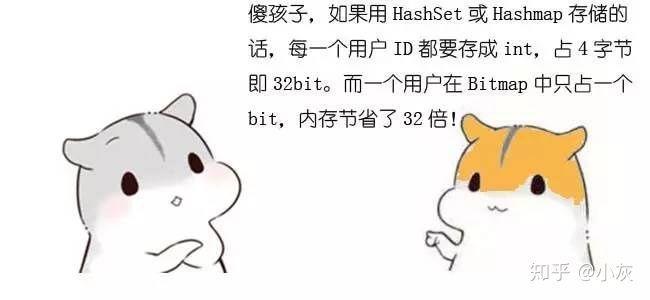 傻孩子，如果用 HashSet 或 Hashmap 存储的
话，每一个用户 ID 都要存成 int，占 4 字节
即 32bit。而一个用户在 Bitmap 中只占一个
bit，内存节省了 32 倍！
知乎 @小灰